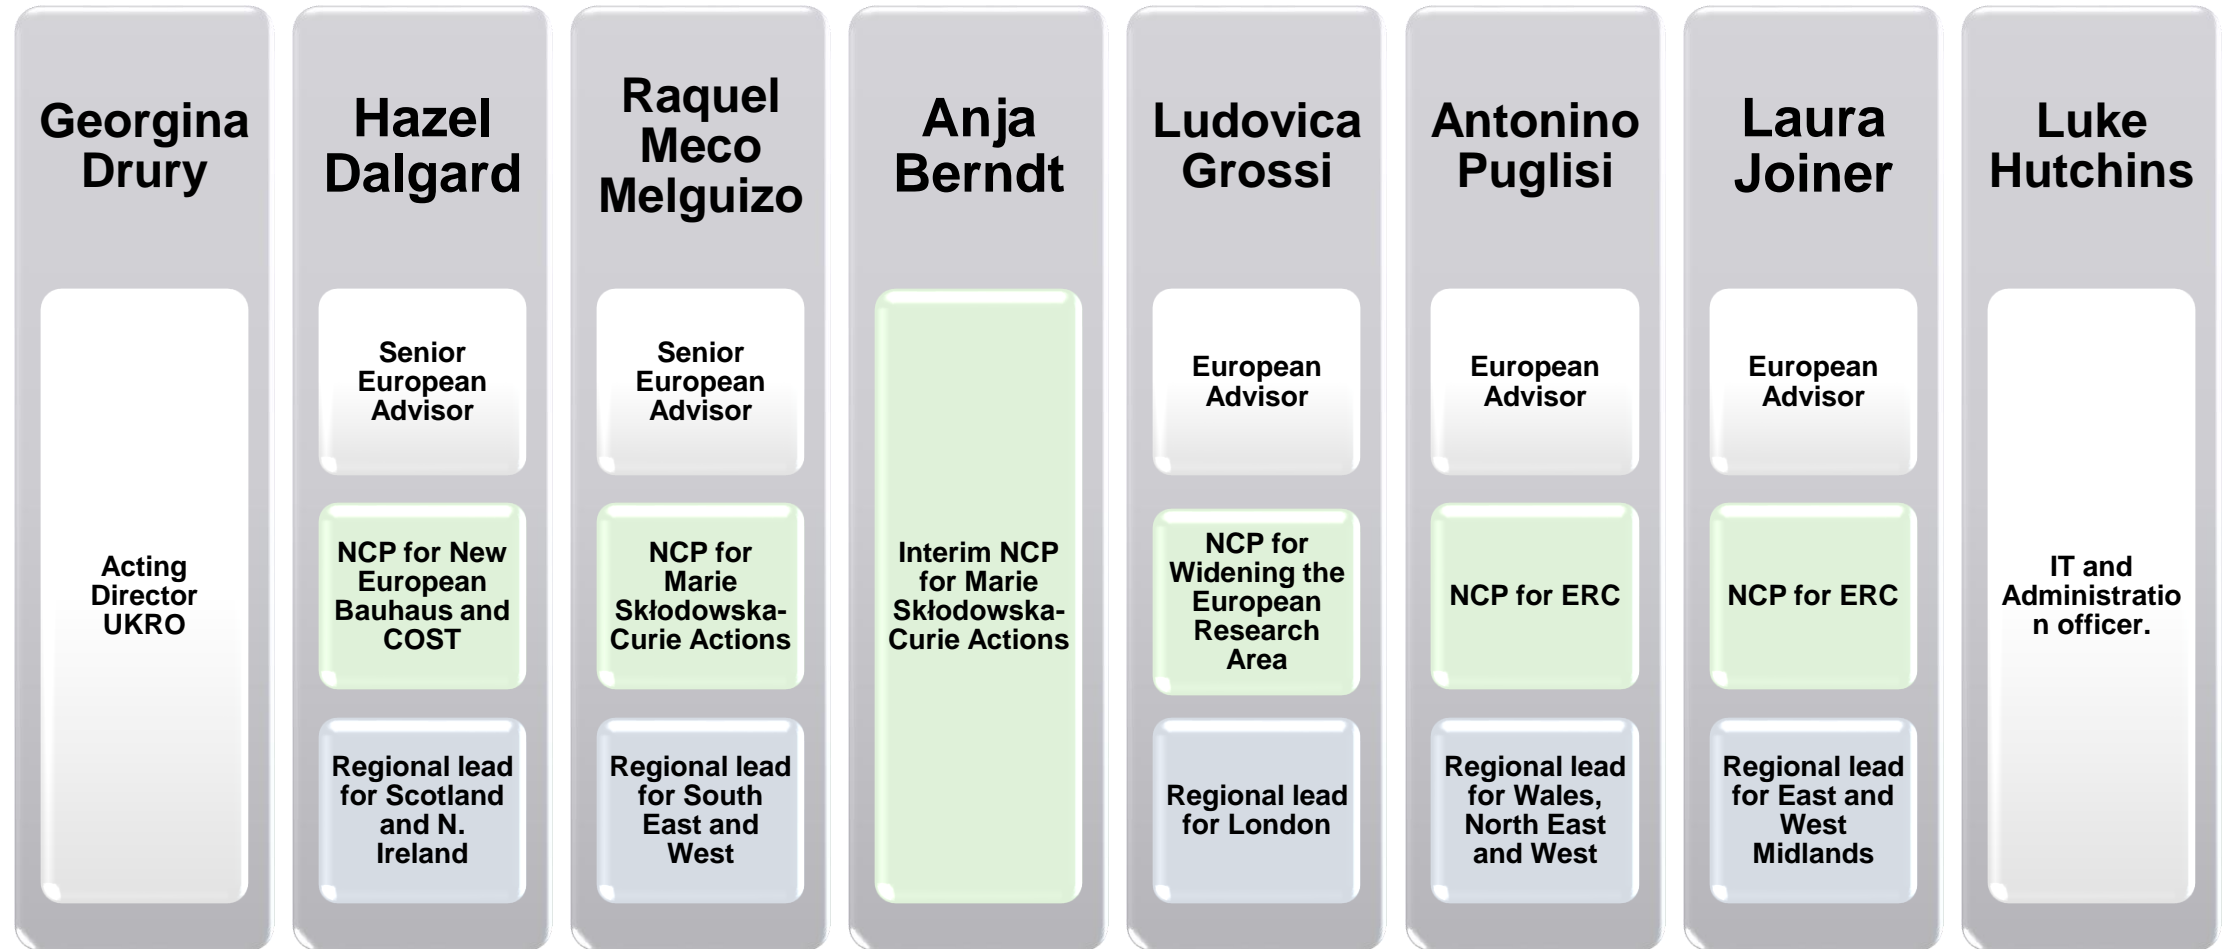 Georgina
Drury
Acting
Director
UKRO
Hazel
Dalgard
Senior
European
Advisor
NCP for New
European
Bauhaus and
COST
Regional lead
for Scotland
and N.
Ireland
Raquel
Meco
Melguizo
Senior
European
Advisor
NCP for
Marie
Skłodowska-
Curie Actions
Regional lead
for South
East and
West
Anja
Berndt
Interim NCP
for Marie
Skłodowska-
Curie Actions
Ludovica
Grossi
European
Advisor
NCP for
Widening the
European
Research
Area
Regional lead
for London
Antonino
Puglisi
European
Advisor
NCP for ERC
Regional lead
for Wales,
North East
and West
Laura
Joiner
European
Advisor
NCP for ERC
Regional lead
for East and
West
Midlands
Luke
Hutchins
IT and
Administratio
n officer.